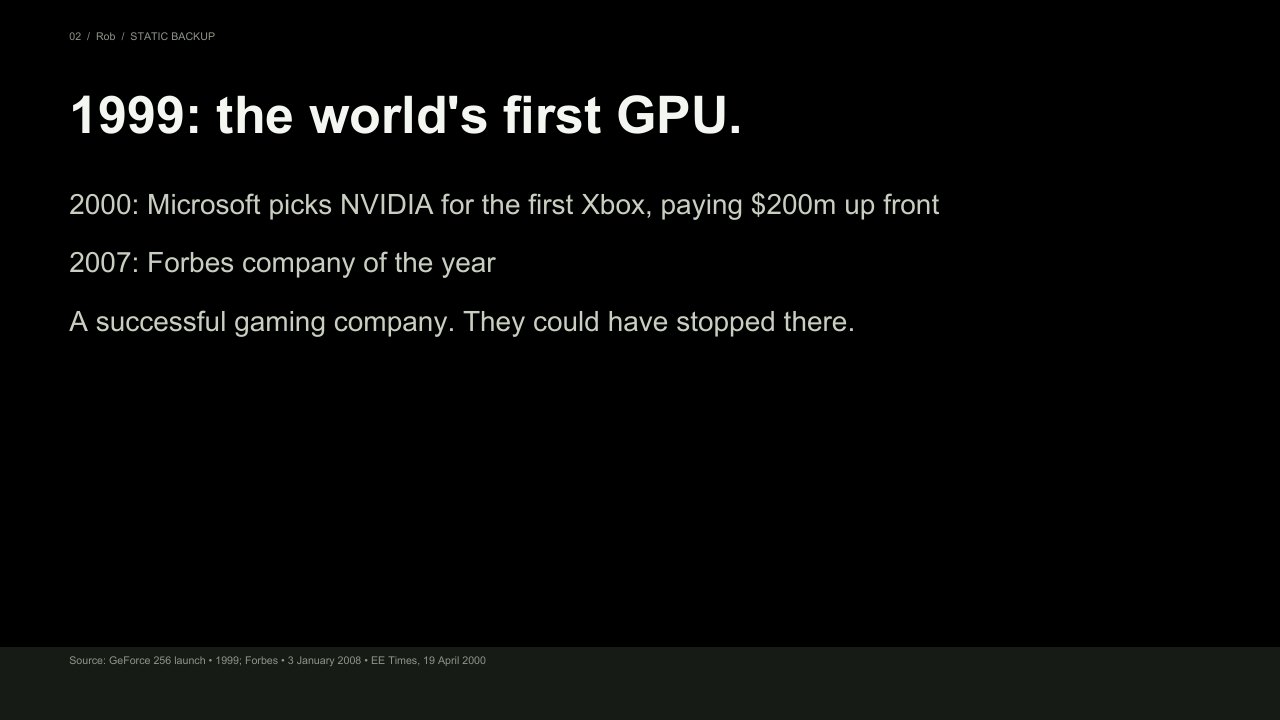 02 / Rob / STATIC BACKUP
1999: the world's first GPU.
2000: Microsoft picks NVIDIA for the first Xbox, paying $200m up front
2007: Forbes company of the year
A successful gaming company. They could have stopped there.
Source: GeForce 256 launch • 1999; Forbes • 3 January 2008 • EE Times, 19 April 2000